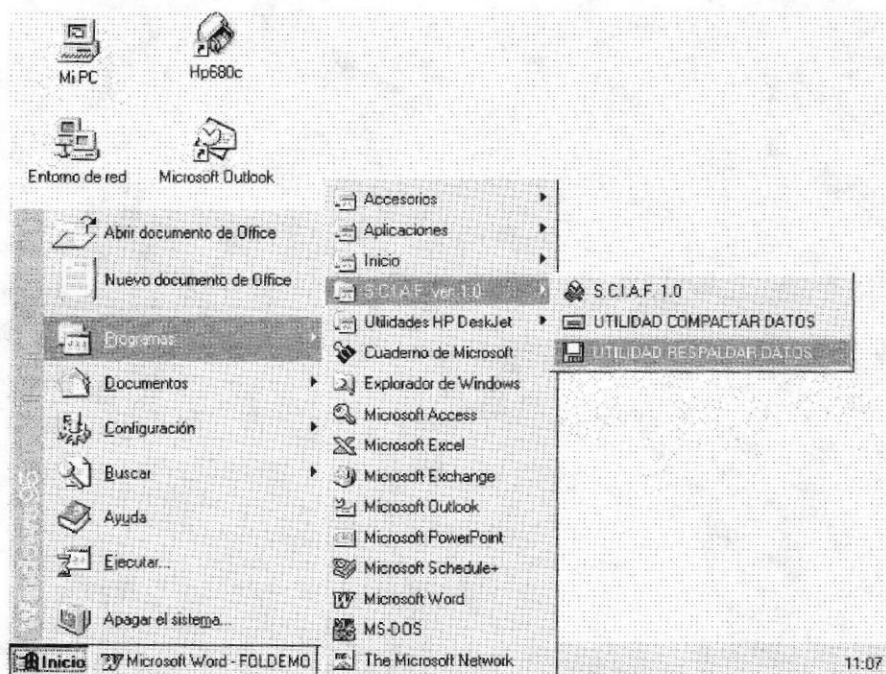 Mi PC
Hp680c
Entorno de red
Microsoft Outlook
Abrir documento de Office
Nuevo documento de Office
Programas
Documentos
Configuración
Buscar
Ayuda
Ejecutar...
Apagar el sistema...
Windows95
Accesorios
Aplicaciones
Inicio
S.C.I.A.F. ver 1.0
Utilidades HP DeskJet
Cuaderno de Microsoft
Explorador de Windows
Microsoft Access
Microsoft Excel
Microsoft Exchange
Microsoft Outlook
Microsoft PowerPoint
Microsoft Schedule+
Microsoft Word
MS-DOS
The Microsoft Network
S.C.I.A.F. 1.0
UTILIDAD COMPACTAR DATOS
UTILIDAD RESPALDAR DATOS
Inicio
Microsoft Word - FOLDEMO
11:07